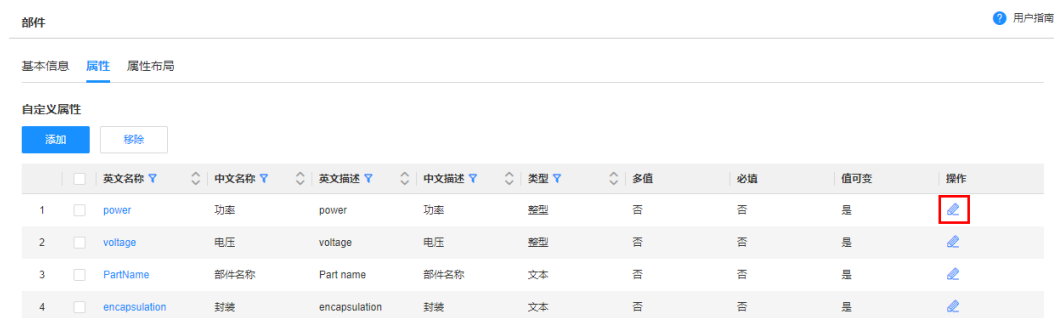 部件 用户指南
基本信息 属性 属性布局
自定义属性
添加 移除
英文名称 中文名称 英文描述 中文描述 类型 多值 必填 值可变 操作
1 power 功率 power 功率 整型 否 否 是
2 voltage 电压 voltage 电压 整型 否 否 是
3 PartName 部件名称 Part name 部件名称 文本 否 否 是
4 encapsulation 封装 encapsulation 封装 文本 否 否 是